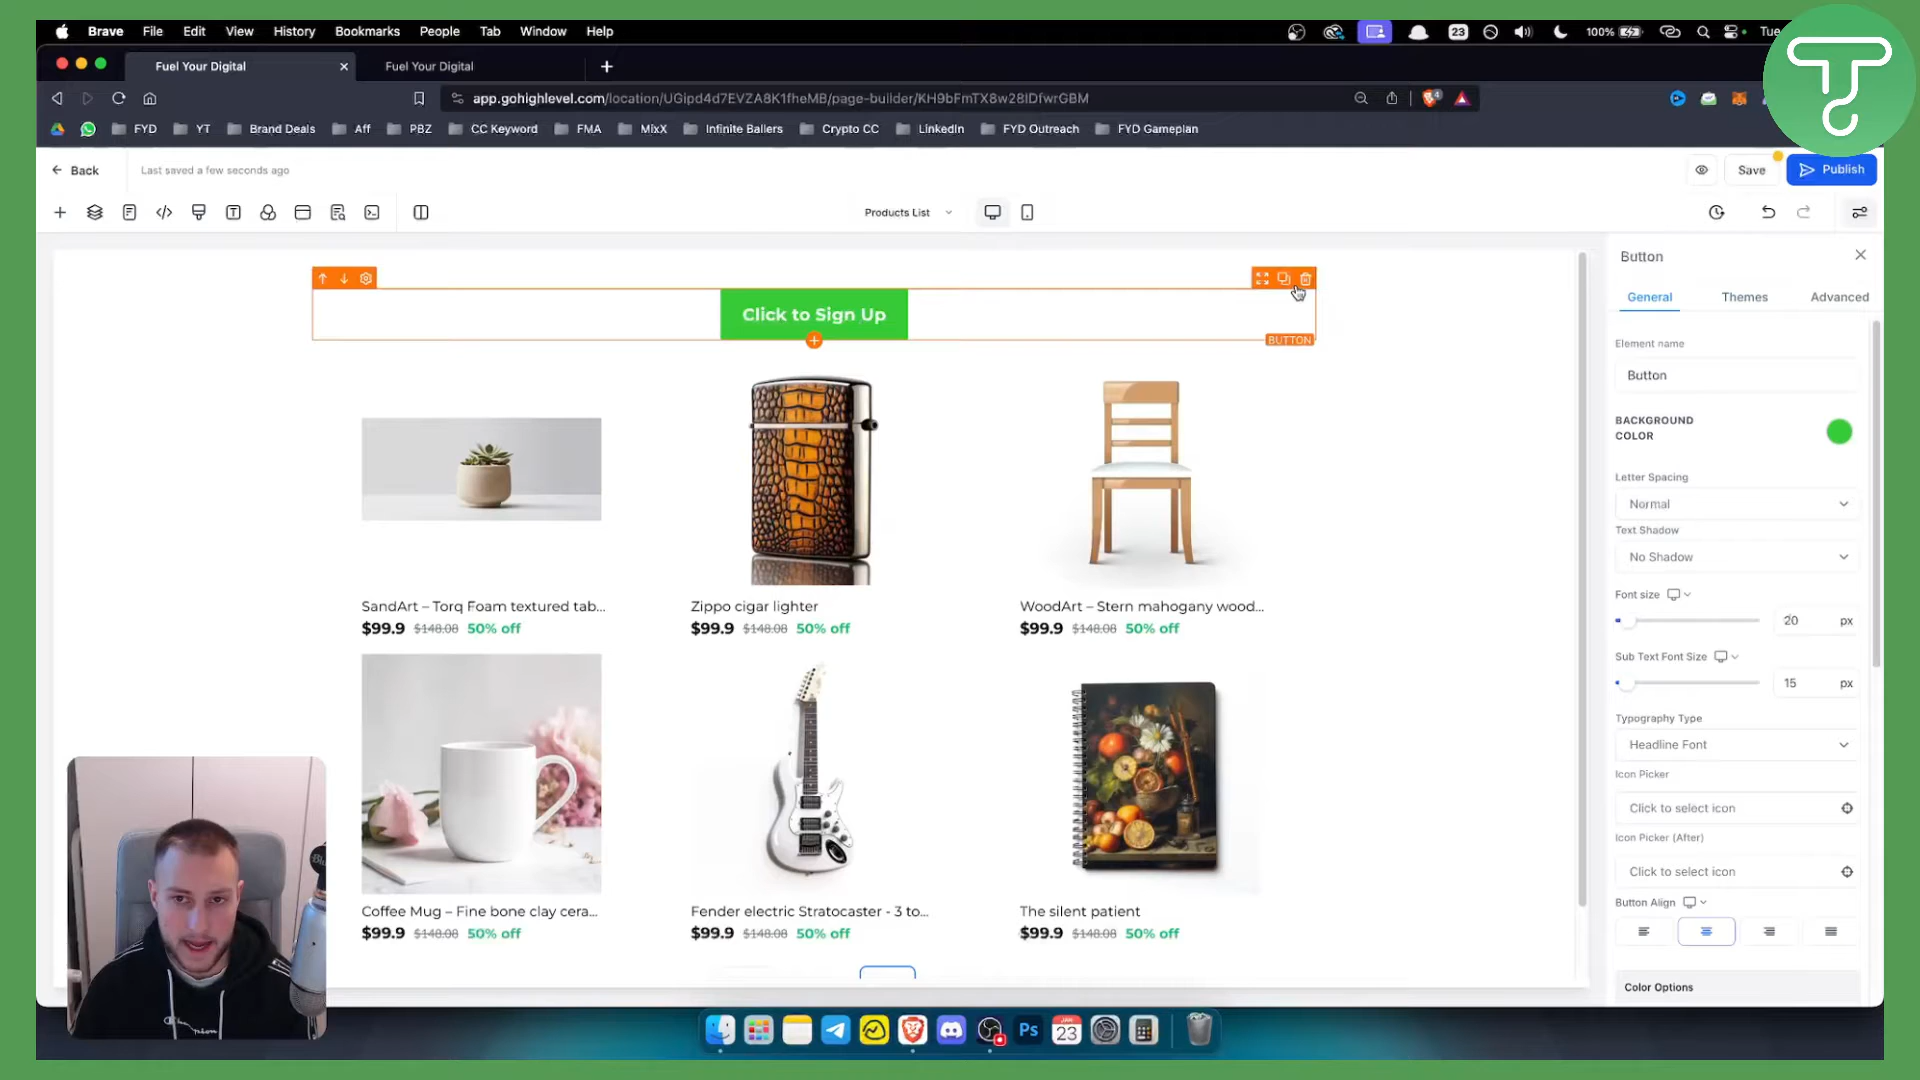 Brave File Edit View History Bookmarks People Tab Window Help 23 100% Tue
Fuel Your Digital Fuel Your Digital
app.gohighlevel.com/location/UGipd4d7EVZA8K1fheMB/page-builder/KH9bFmTX8w28IDfwrGBM
FYD YT Brand Deals Aff PBZ CC Keyword FMA MixX Infinite Ballers Crypto CC LinkedIn FYD Outreach FYD Gameplan
Back Last saved a few seconds ago Save Publish
Products List
Button
General Themes Advanced
Click to Sign Up
BUTTON
Element name
Button
BACKGROUND
COLOR
Letter Spacing
Normal
Text Shadow
No Shadow
Font size
20 px
Sub Text Font Size
15 px
Typography Type
Headline Font
Icon Picker
Click to select icon
Icon Picker (After)
Click to select icon
Button Align
Color Options
SandArt – Torq Foam textured tab... Zippo cigar lighter WoodArt – Stern mahogany wood...
$99.9 $148.08 50% off $99.9 $148.08 50% off $99.9 $148.08 50% off
Coffee Mug – Fine bone clay cera... Fender electric Stratocaster - 3 to... The silent patient
$99.9 $148.08 50% off $99.9 $148.08 50% off $99.9 $148.08 50% off
Champion
Ps
JAN
23